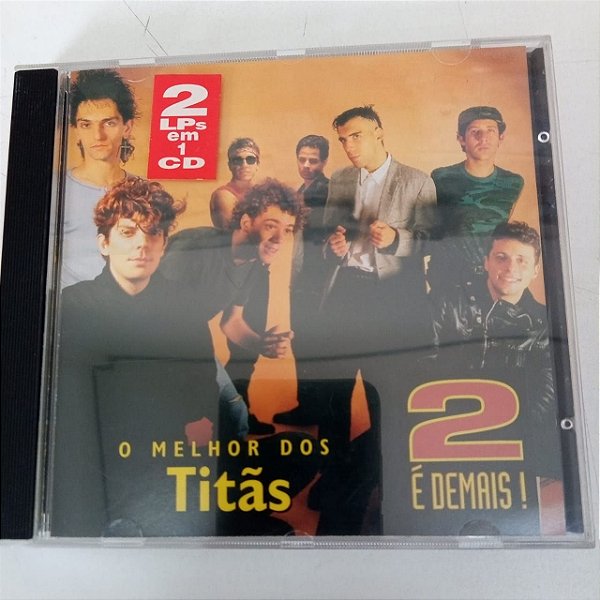 2
LPs
em
1
CD
O MELHOR DOS
Titãs
2
É DEMAIS!